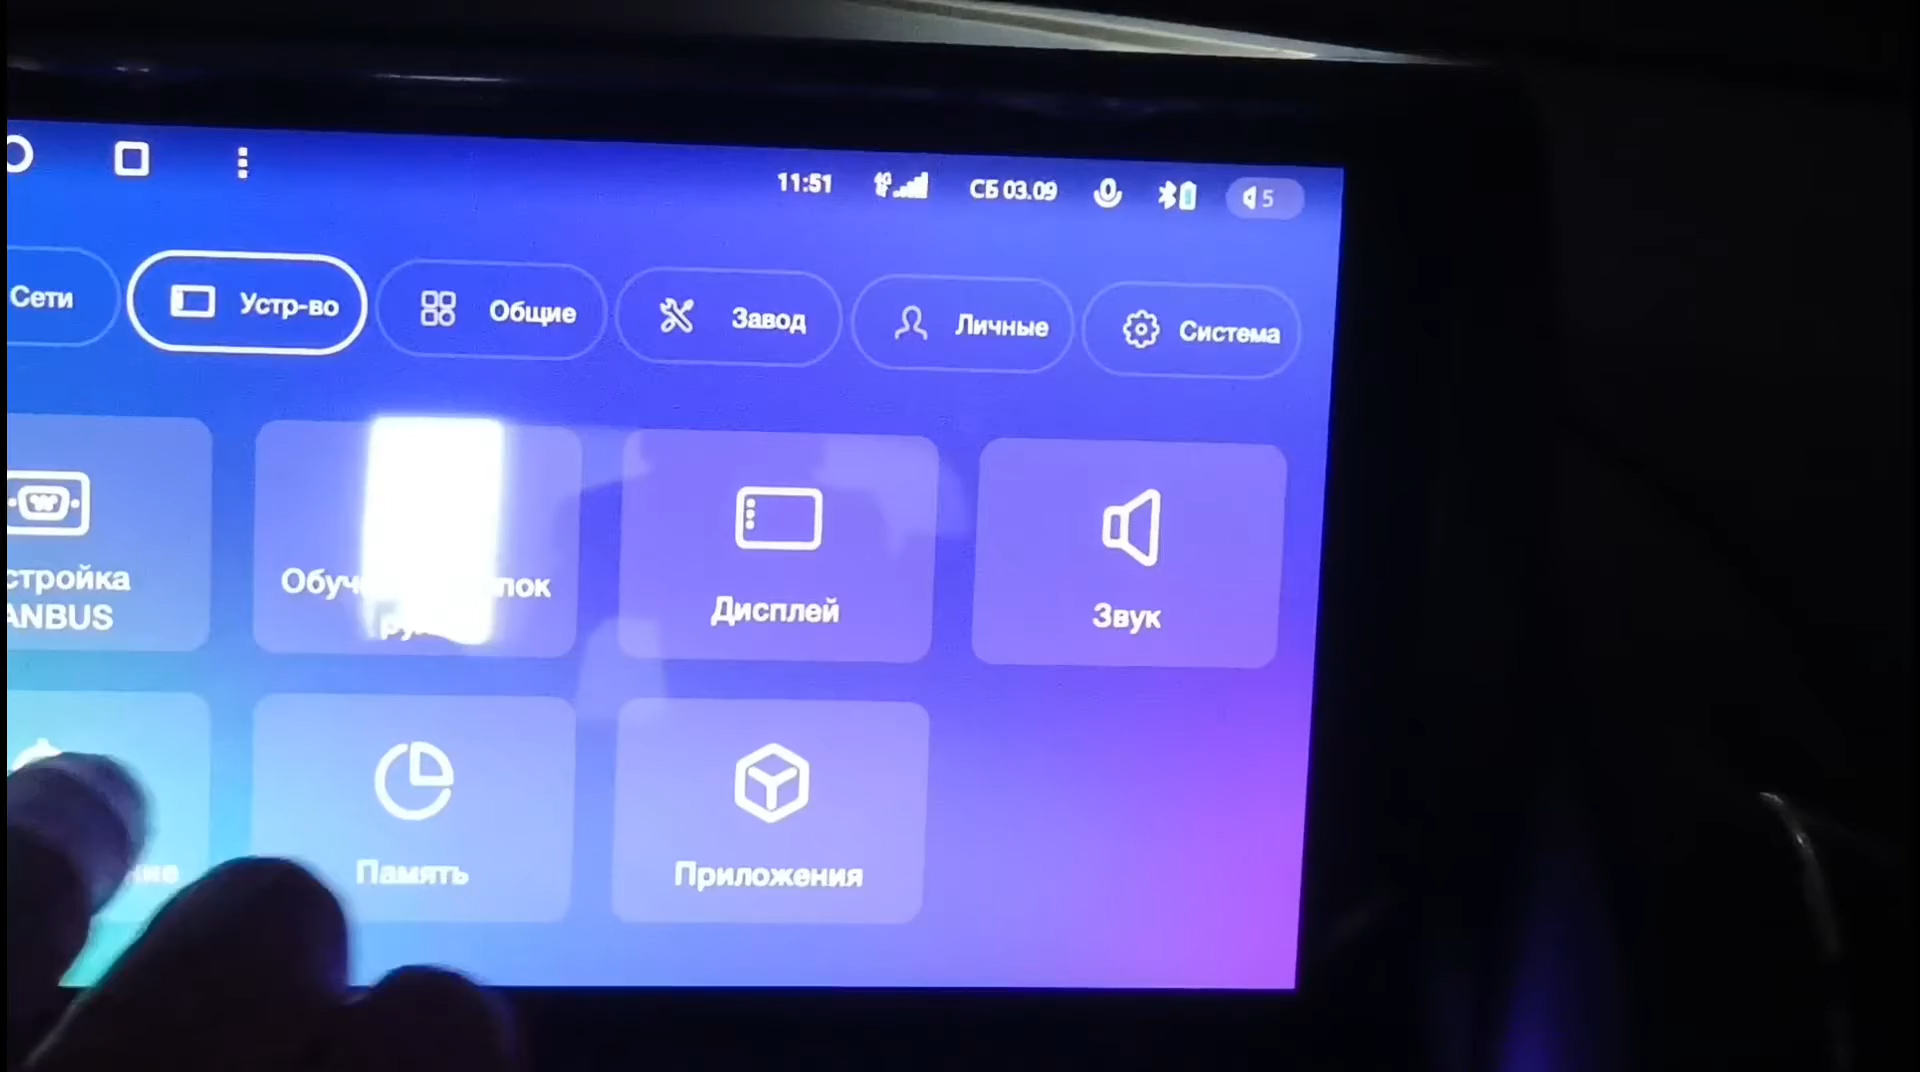 11:51
4G
СБ 03.09
5
Сети
Устр-во
Общие
Завод
Личные
Система
стройка
ANBUS
Дисплей
Звук
Память
Приложения